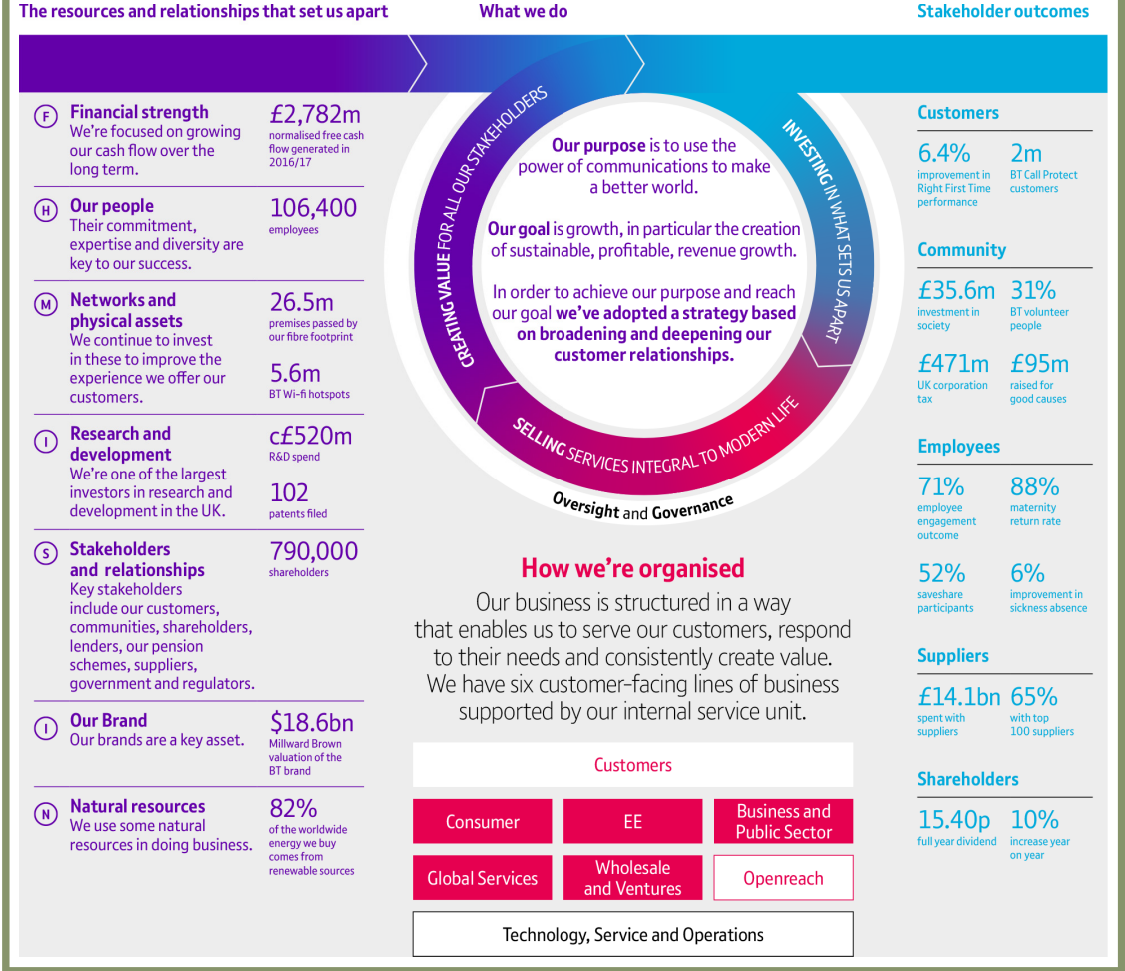 The resources and relationships that set us apart
What we do
Stakeholder outcomes
F
Financial strength
We're focused on growing
our cash flow over the
long term.
£2,782m
normalised free cash
flow generated in
2016/17
H
Our people
Their commitment,
expertise and diversity are
key to our success.
106,400
employees
M
Networks and
physical assets
We continue to invest
in these to improve the
experience we offer our
customers.
26.5m
premises passed by
our fibre footprint
5.6m
BT Wi-fi hotspots
I
Research and
development
We're one of the largest
investors in research and
development in the UK.
c£520m
R&D spend
102
patents filed
S
Stakeholders
and relationships
Key stakeholders
include our customers,
communities, shareholders,
lenders, our pension
schemes, suppliers,
government and regulators.
790,000
shareholders
I
Our Brand
Our brands are a key asset.
$18.6bn
Millward Brown
valuation of the
BT brand
N
Natural resources
We use some natural
resources in doing business.
82%
of the worldwide
energy we buy
comes from
renewable sources
CREATING VALUE FOR ALL OUR STAKEHOLDERS
INVESTING IN WHAT SETS US APART
SELLING SERVICES INTEGRAL TO MODERN LIFE
Our purpose is to use the
power of communications to make
a better world.
Our goal is growth, in particular the creation
of sustainable, profitable, revenue growth.
In order to achieve our purpose and reach
our goal we've adopted a strategy based
on broadening and deepening our
customer relationships.
Oversight and Governance
How we're organised
Our business is structured in a way
that enables us to serve our customers, respond
to their needs and consistently create value.
We have six customer-facing lines of business
supported by our internal service unit.
Customers
Consumer
EE
Business and
Public Sector
Global Services
Wholesale
and Ventures
Openreach
Technology, Service and Operations
Customers
6.4%
improvement in
Right First Time
performance
2m
BT Call Protect
customers
Community
£35.6m
investment in
society
31%
BT volunteer
people
£471m
UK corporation
tax
£95m
raised for
good causes
Employees
71%
employee
engagement
outcome
88%
maternity
return rate
52%
saveshare
participants
6%
improvement in
sickness absence
Suppliers
£14.1bn
spent with
suppliers
65%
with top
100 suppliers
Shareholders
15.40p
full year dividend
10%
increase year
on year